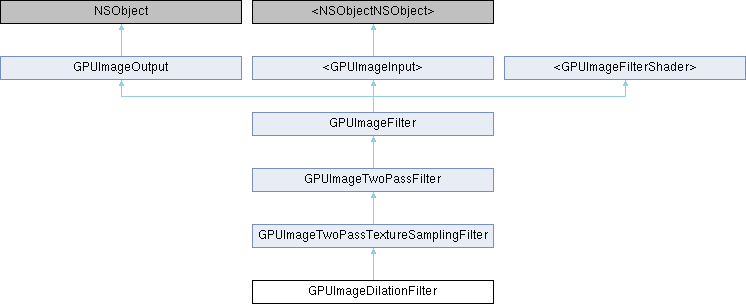 NSObject
<NSObjectNSObject>
GPUImageOutput
<GPUImageInput>
<GPUImageFilterShader>
GPUImageFilter
GPUImageTwoPassFilter
GPUImageTwoPassTextureSamplingFilter
GPUImageDilationFilter